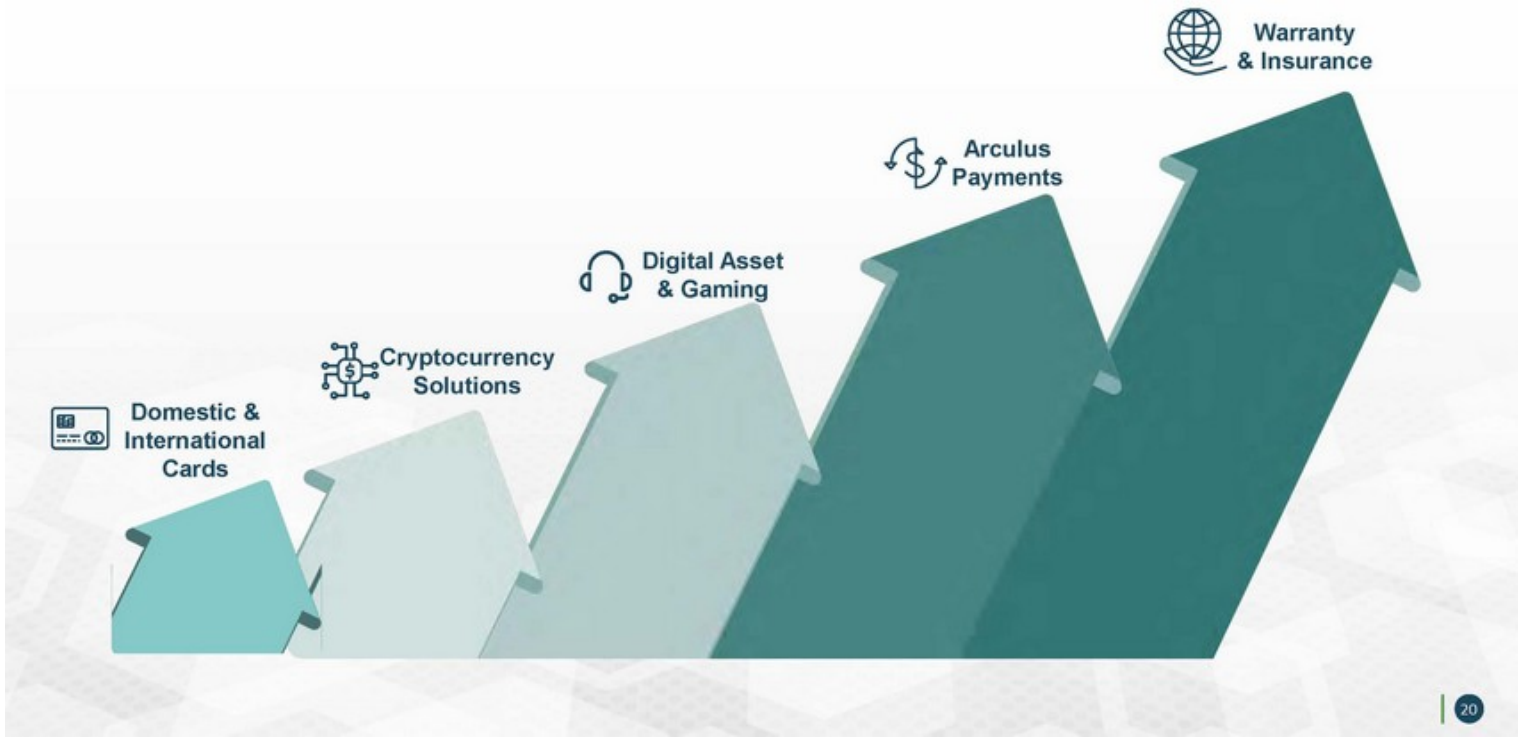 Domestic &
International
Cards
Cryptocurrency
Solutions
Digital Asset
& Gaming
Arculus
Payments
Warranty
& Insurance
20